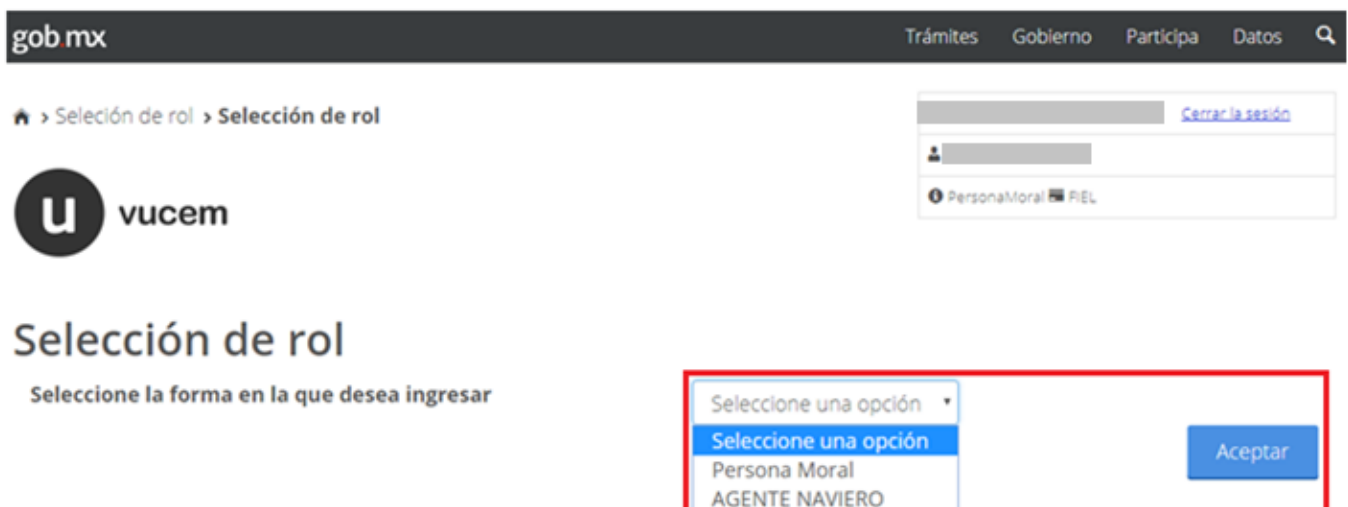 gob.mx Trámites Gobierno Participa Datos
> Seleción de rol > Selección de rol
Cerrar la sesión
PersonaMoral FIEL
u vucem
Selección de rol
Seleccione la forma en la que desea ingresar
Seleccione una opción
Seleccione una opción
Persona Moral
AGENTE NAVIERO
Aceptar